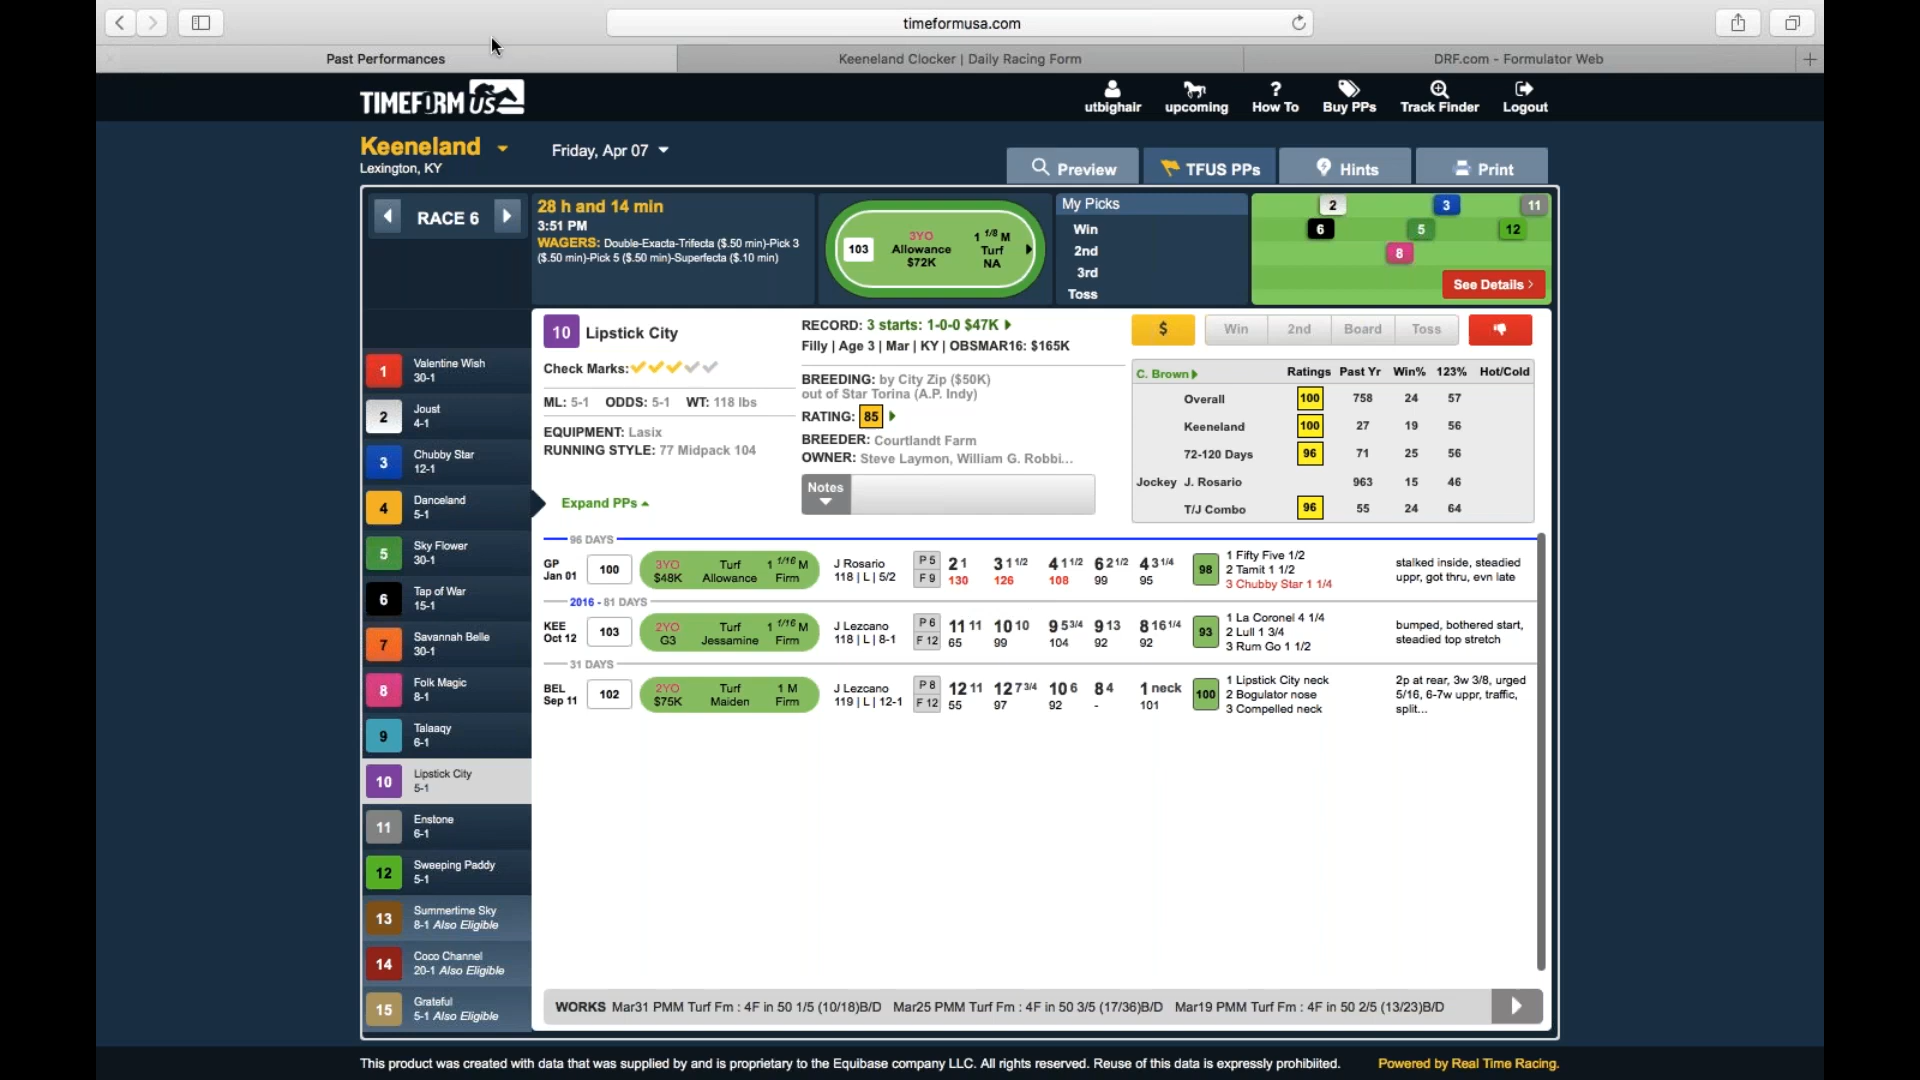 timeformusa.com
Past Performances
Keeneland Clocker | Daily Racing Form
DRF.com - Formulator Web
TIMEFORM US
utbighair
upcoming
How To
Buy PPs
Track Finder
Logout
Keeneland
Lexington, KY
Friday, Apr 07
Preview
TFUS PPs
Hints
Print
RACE 6
28 h and 14 min
3:51 PM
WAGERS: Double-Exacta-Trifecta ($.50 min)-Pick 3
($.50 min)-Pick 5 ($.50 min)-Superfecta ($.10 min)
103
3YO
Allowance
$72K
1 1/8 M
Turf
NA
My Picks
Win
2nd
3rd
Toss
2 3 11
6 5 12
8
See Details
1 Valentine Wish
30-1
2 Joust
4-1
3 Chubby Star
12-1
4 Danceland
5-1
5 Sky Flower
30-1
6 Tap of War
15-1
7 Savannah Belle
30-1
8 Folk Magic
8-1
9 Talaaqy
6-1
10 Lipstick City
5-1
11 Enstone
6-1
12 Sweeping Paddy
5-1
13 Summertime Sky
8-1 Also Eligible
14 Coco Channel
20-1 Also Eligible
15 Grateful
5-1 Also Eligible
10 Lipstick City
Check Marks:
ML: 5-1 ODDS: 5-1 WT: 118 lbs
EQUIPMENT: Lasix
RUNNING STYLE: 77 Midpack 104
Expand PPs
RECORD: 3 starts: 1-0-0 $47K
Filly | Age 3 | Mar | KY | OBSMAR16: $165K
BREEDING: by City Zip ($50K)
out of Star Torina (A.P. Indy)
RATING: 85
BREEDER: Courtlandt Farm
OWNER: Steve Laymon, William G. Robbi...
Notes
$ Win 2nd Board Toss
C. Brown Ratings Past Yr Win% 123% Hot/Cold
Overall 100 758 24 57
Keeneland 100 27 19 56
72-120 Days 96 71 25 56
Jockey J. Rosario 963 15 46
T/J Combo 96 55 24 64
96 DAYS
GP
Jan 01
100
3YO Turf 1 1/16 M
$48K Allowance Firm
J Rosario
118 | L | 5/2
P 5
F 9
2 1 3 1 1/2 4 1 1/2 6 2 1/2 4 3 1/4
130 126 108 99 95
98
1 Fifty Five 1/2
2 Tamit 1 1/2
3 Chubby Star 1 1/4
stalked inside, steadied
uppr, got thru, evn late
2016 - 81 DAYS
KEE
Oct 12
103
2YO Turf 1 1/16 M
G3 Jessamine Firm
J Lezcano
118 | L | 8-1
P 6
F 12
11 11 10 10 9 5 3/4 9 13 8 16 1/4
65 99 104 92 92
93
1 La Coronel 4 1/4
2 Lull 1 3/4
3 Rum Go 1 1/2
bumped, bothered start,
steadied top stretch
31 DAYS
BEL
Sep 11
102
2YO Turf 1 M
$75K Maiden Firm
J Lezcano
119 | L | 12-1
P 8
F 12
12 11 12 7 3/4 10 6 8 4 1 neck
55 97 92 - 101
100
1 Lipstick City neck
2 Bogulator nose
3 Compelled neck
2p at rear, 3w 3/8, urged
5/16, 6-7w uppr, traffic,
split...
WORKS Mar31 PMM Turf Fm : 4F in 50 1/5 (10/18)B/D Mar25 PMM Turf Fm : 4F in 50 3/5 (17/36)B/D Mar19 PMM Turf Fm : 4F in 50 2/5 (13/23)B/D
This product was created with data that was supplied by and is proprietary to the Equibase company LLC. All rights reserved. Reuse of this data is expressly prohibiited.
Powered by Real Time Racing.